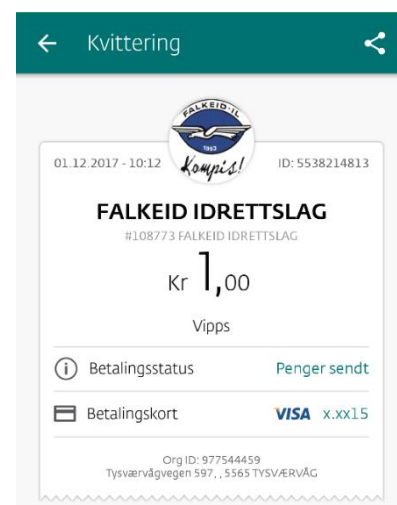 Kvittering
FALKEID-IL
1993
Kompis!
01.12.2017 - 10:12
ID: 5538214813
FALKEID IDRETTSLAG
#108773 FALKEID IDRETTSLAG
Kr 1,00
Vipps
Betalingsstatus Penger sendt
Betalingskort VISA x.xx15
Org ID: 977544459
Tysværvågvegen 597, , 5565 TYSVÆRVÅG